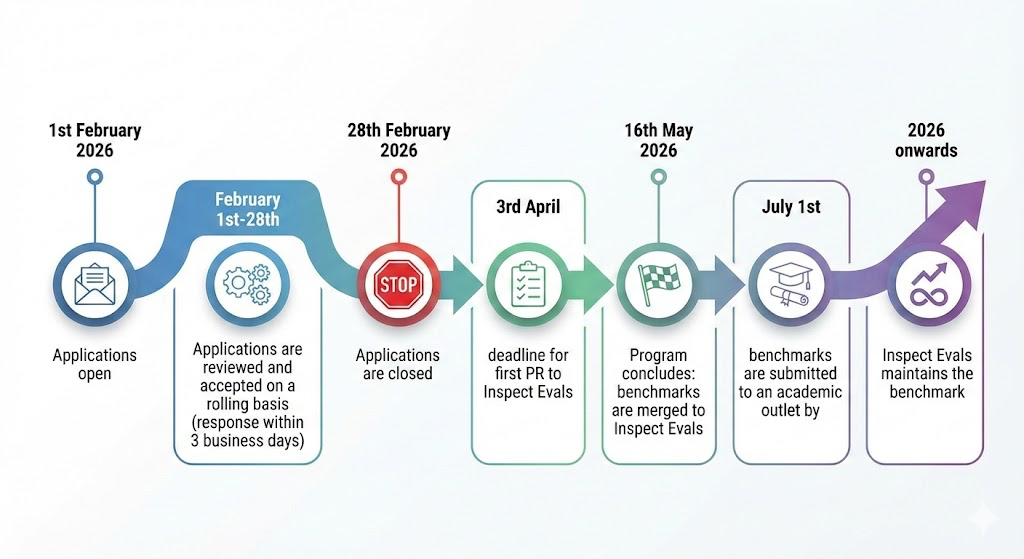 1st February
2026
Applications
open
February
1st-28th
Applications are
reviewed and
accepted on a
rolling basis
(response within
3 business days)
28th February
2026
STOP
Applications
are closed
3rd April
deadline for
first PR to
Inspect Evals
16th May
2026
Program
concludes:
benchmarks
are merged to
Inspect Evals
July 1st
benchmarks
are submitted
to an academic
outlet by
2026
onwards
Inspect Evals
maintains the
benchmark